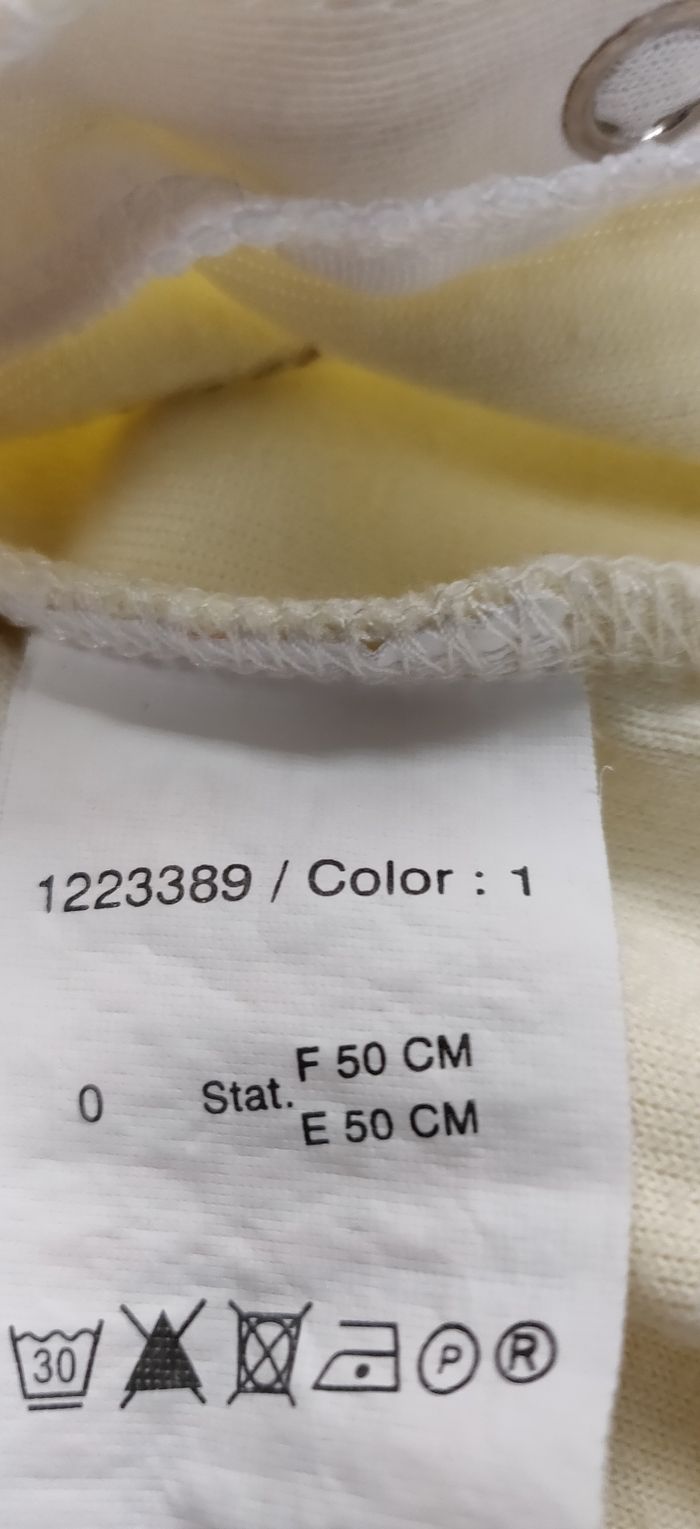 1223389 / Color : 1
F 50 CM
0 Stat.
E 50 CM
30 P R